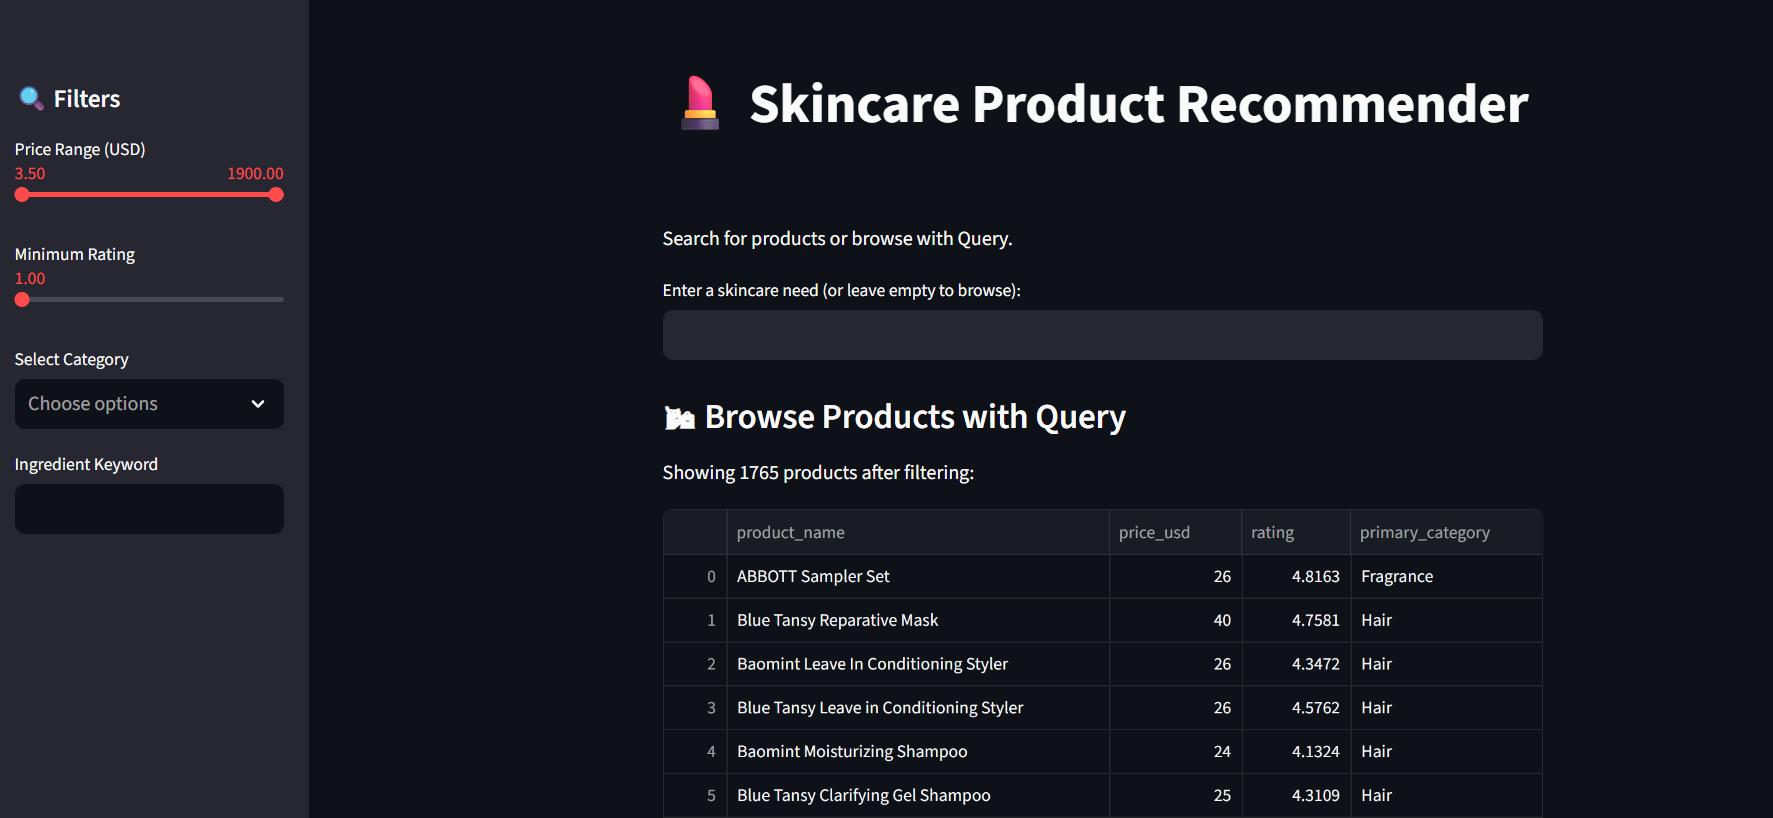 Filters
Price Range (USD)
3.50 1900.00
Minimum Rating
1.00
Select Category
Choose options
Ingredient Keyword
Skincare Product Recommender
Search for products or browse with Query.
Enter a skincare need (or leave empty to browse):
Browse Products with Query
Showing 1765 products after filtering:
product_name price_usd rating primary_category
0 ABBOTT Sampler Set 26 4.8163 Fragrance
1 Blue Tansy Reparative Mask 40 4.7581 Hair
2 Baomint Leave In Conditioning Styler 26 4.3472 Hair
3 Blue Tansy Leave in Conditioning Styler 26 4.5762 Hair
4 Baomint Moisturizing Shampoo 24 4.1324 Hair
5 Blue Tansy Clarifying Gel Shampoo 25 4.3109 Hair